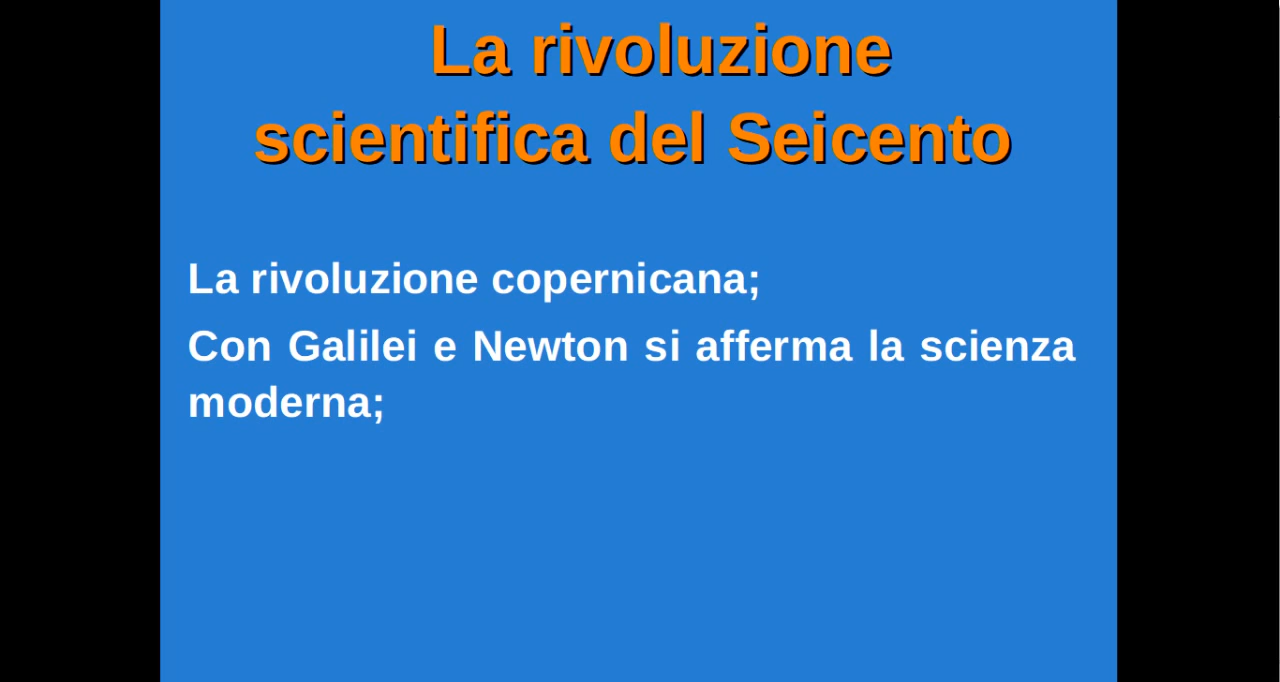 La rivoluzione
scientifica del Seicento
La rivoluzione copernicana;
Con Galilei e Newton si afferma la scienza
moderna;